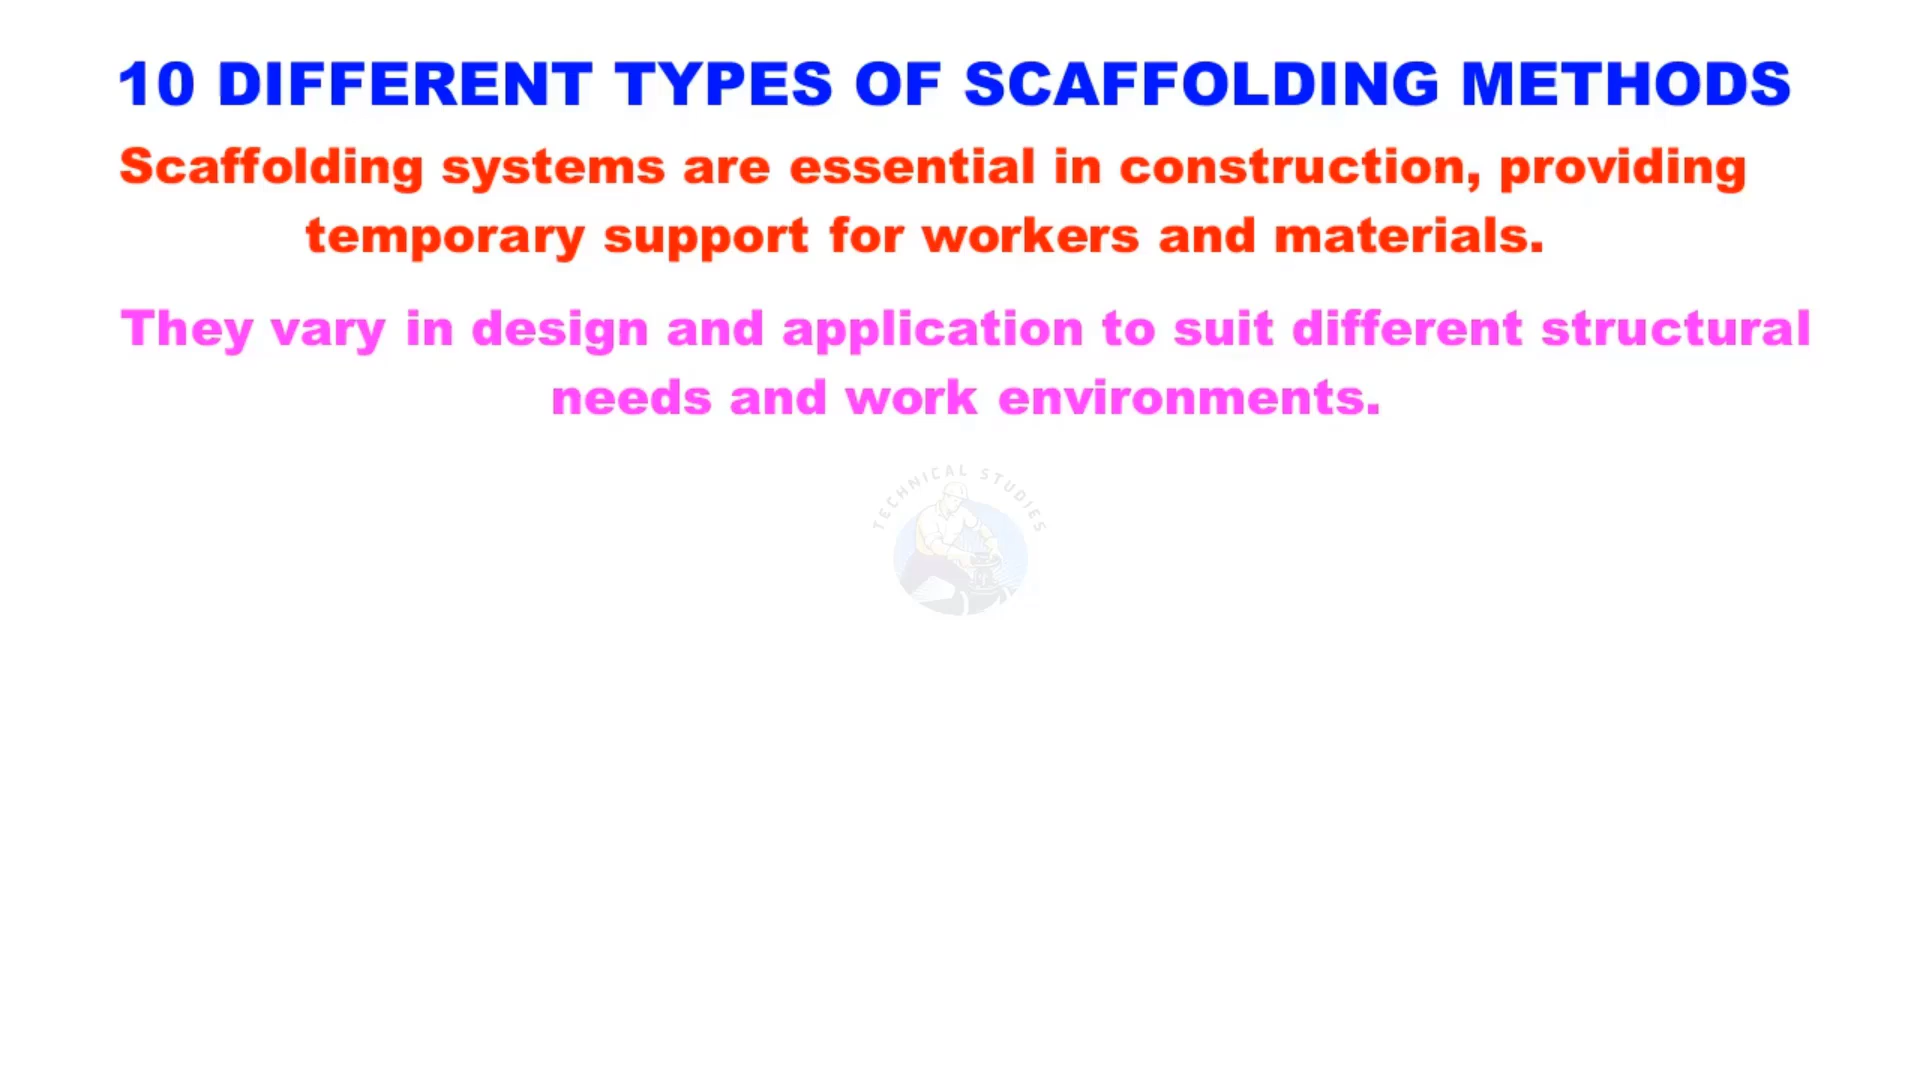 10 DIFFERENT TYPES OF SCAFFOLDING METHODS
Scaffolding systems are essential in construction, providing
temporary support for workers and materials.
They vary in design and application to suit different structural
needs and work environments.
TECHNICAL STUDIES